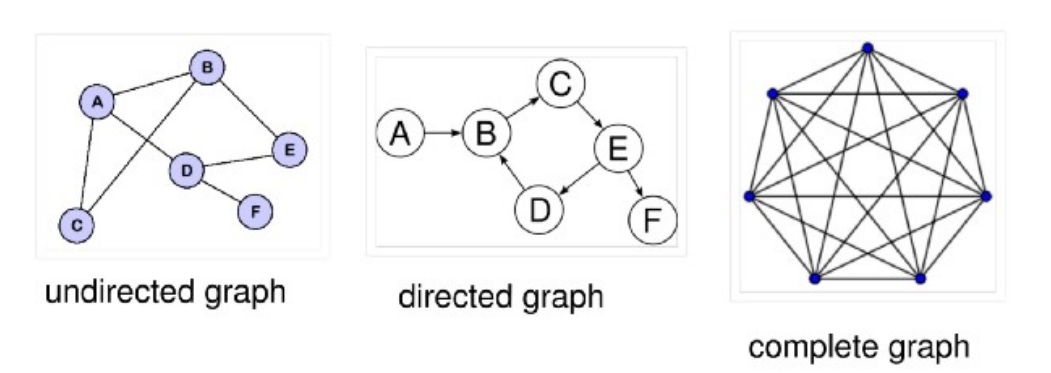 B
A
E
D
F
C
undirected graph
C
A
B
E
D
F
directed graph
complete graph